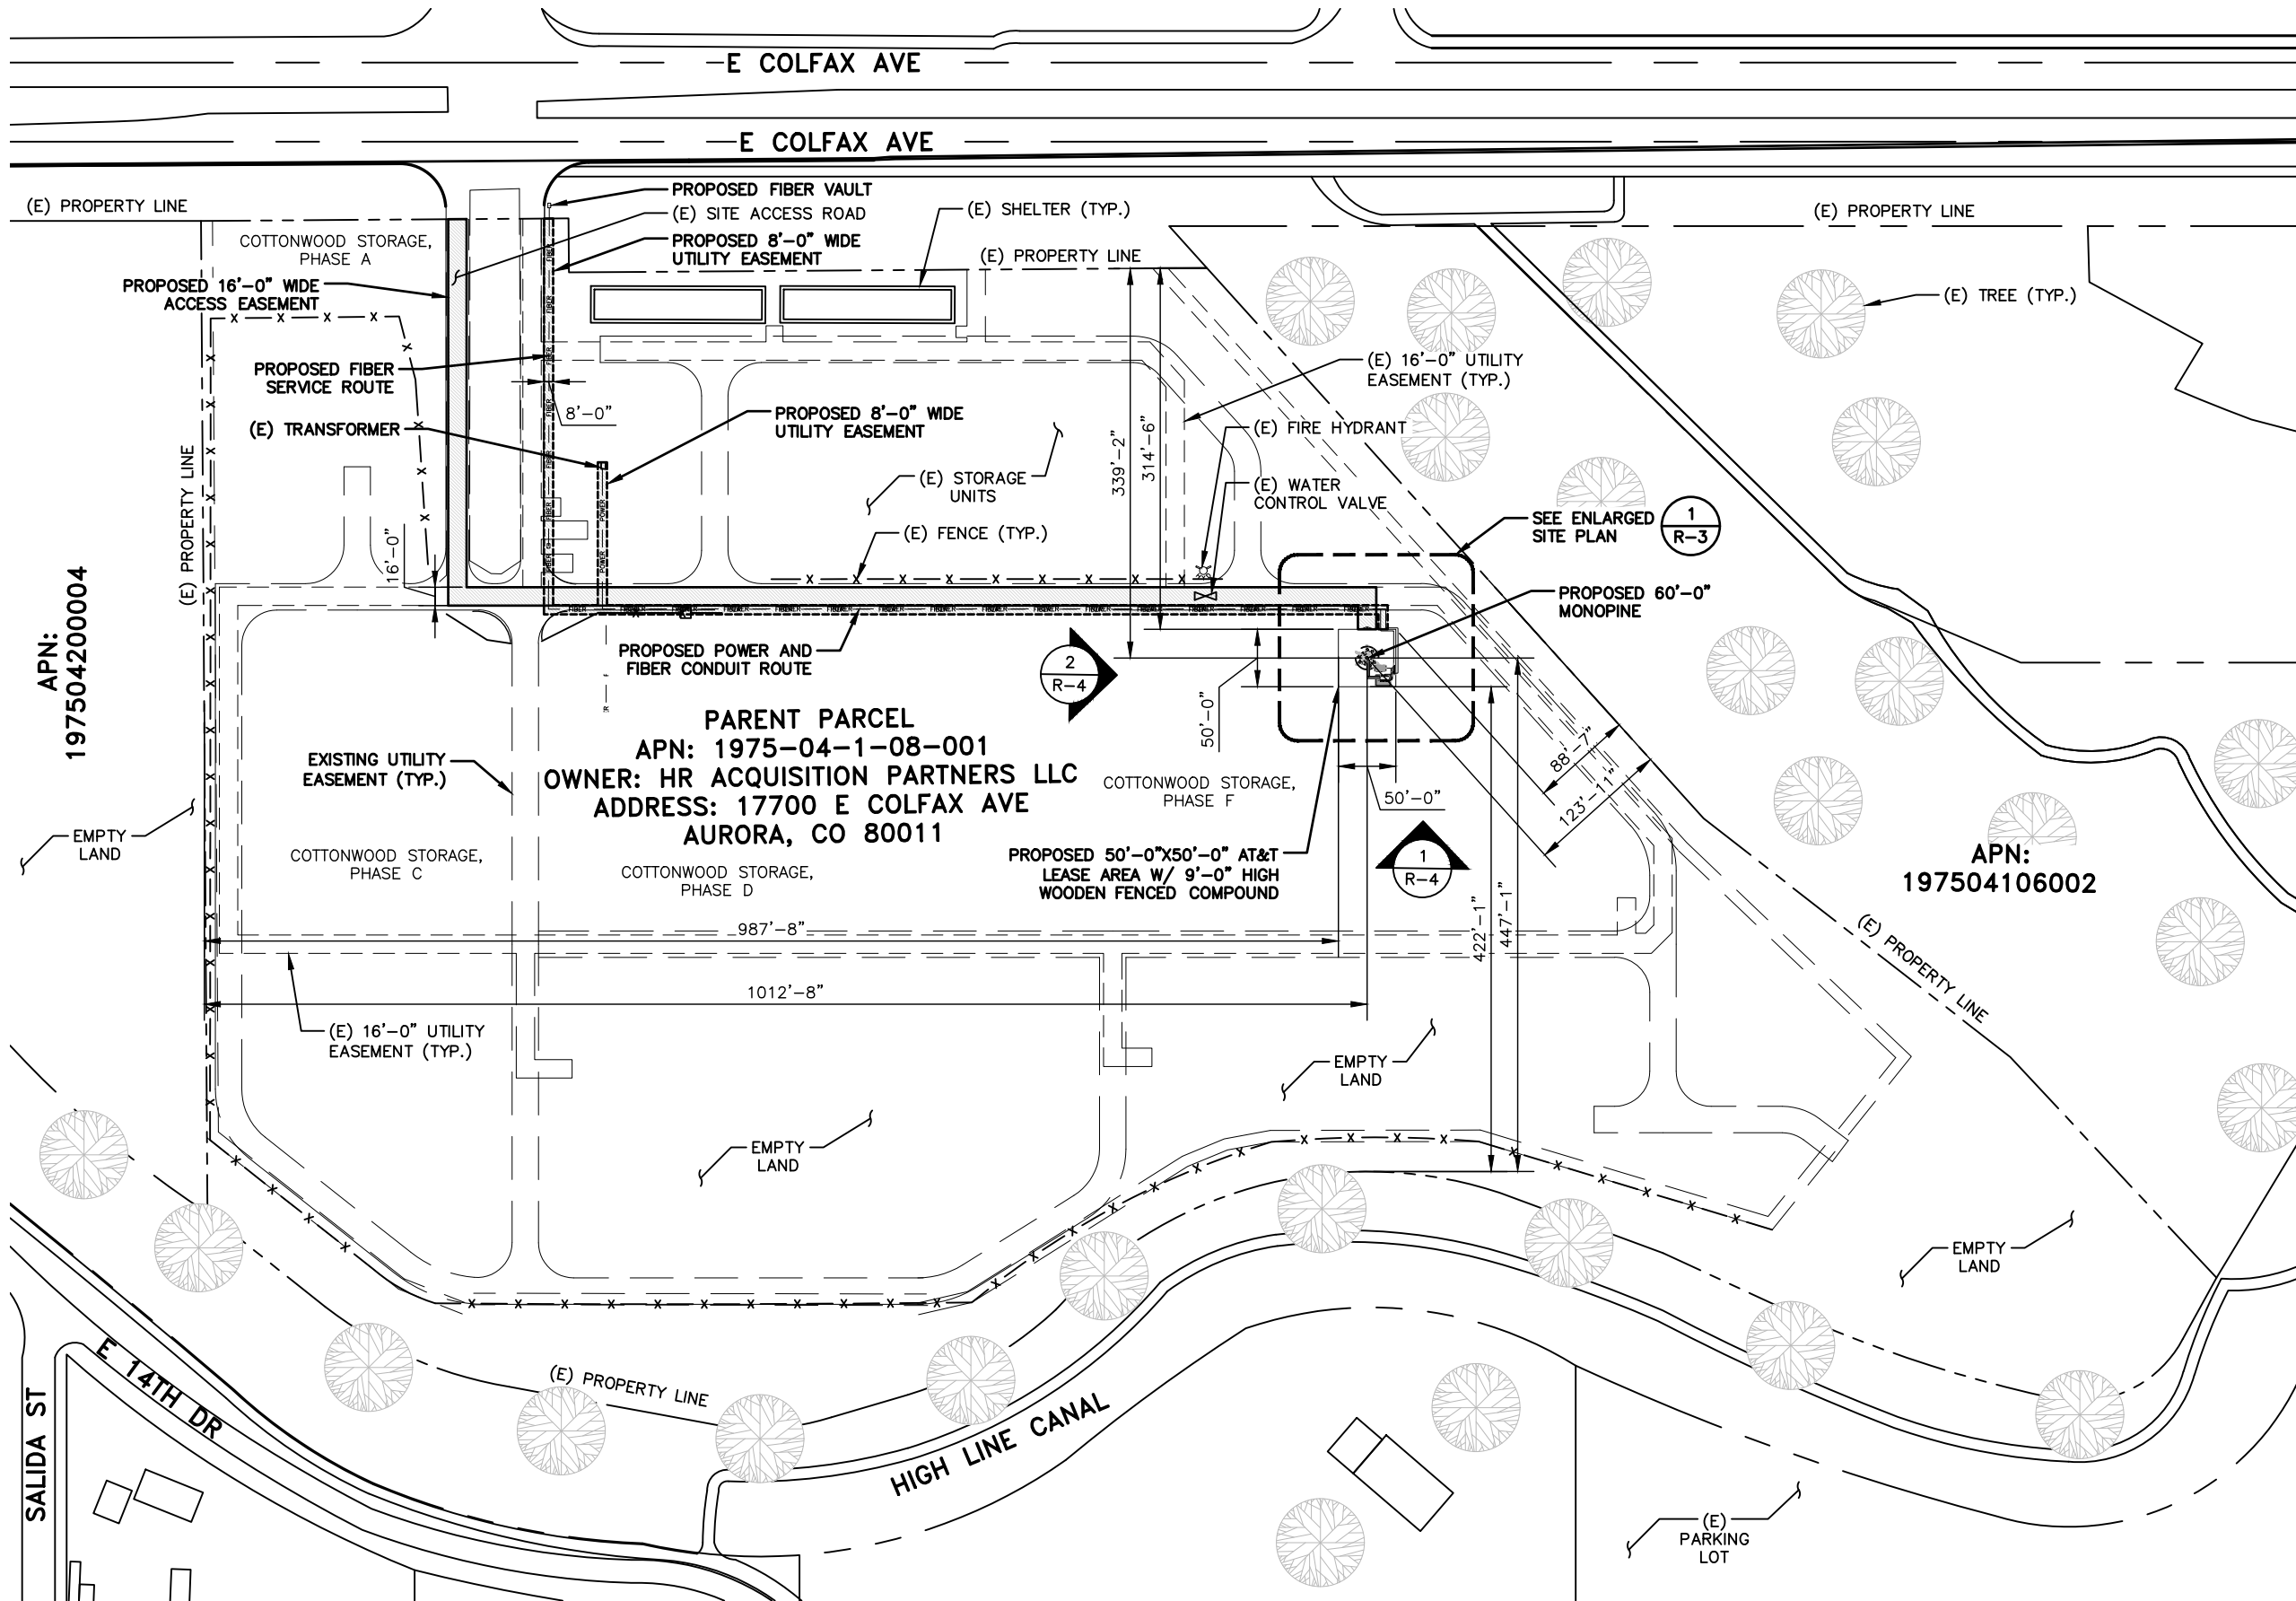 E COLFAX AVE
E COLFAX AVE
(E) PROPERTY LINE
PROPOSED FIBER VAULT
(E) SITE ACCESS ROAD
PROPOSED 8'-0" WIDE
UTILITY EASEMENT
(E) SHELTER (TYP.)
(E) PROPERTY LINE
(E) PROPERTY LINE
COTTONWOOD STORAGE,
PHASE A
PROPOSED 16'-0" WIDE
ACCESS EASEMENT
(E) TREE (TYP.)
PROPOSED FIBER
SERVICE ROUTE
8'-0"
(E) TRANSFORMER
PROPOSED 8'-0" WIDE
UTILITY EASEMENT
(E) 16'-0" UTILITY
EASEMENT (TYP.)
339'-2"
314'-6"
(E) FIRE HYDRANT
(E) STORAGE
UNITS
(E) WATER
CONTROL VALVE
(E) FENCE (TYP.)
SEE ENLARGED
SITE PLAN
1
R-3
(E) PROPERTY LINE
16'-0"
APN:
197504200004
PROPOSED 60'-0"
MONOPINE
PROPOSED POWER AND
FIBER CONDUIT ROUTE
2
R-4
50'-0"
PARENT PARCEL
APN: 1975-04-1-08-001
OWNER: HR ACQUISITION PARTNERS LLC
ADDRESS: 17700 E COLFAX AVE
AURORA, CO 80011
EXISTING UTILITY
EASEMENT (TYP.)
COTTONWOOD STORAGE,
PHASE F
50'-0"
88'-7"
123'-11"
EMPTY
LAND
COTTONWOOD STORAGE,
PHASE C
COTTONWOOD STORAGE,
PHASE D
PROPOSED 50'-0"X50'-0" AT&T
LEASE AREA W/ 9'-0" HIGH
WOODEN FENCED COMPOUND
1
R-4
APN:
197504106002
422'-1"
447'-1"
987'-8"
(E) PROPERTY LINE
1012'-8"
(E) 16'-0" UTILITY
EASEMENT (TYP.)
EMPTY
LAND
EMPTY
LAND
EMPTY
LAND
(E) PROPERTY LINE
E 14TH DR
SALIDA ST
HIGH LINE CANAL
(E)
PARKING
LOT